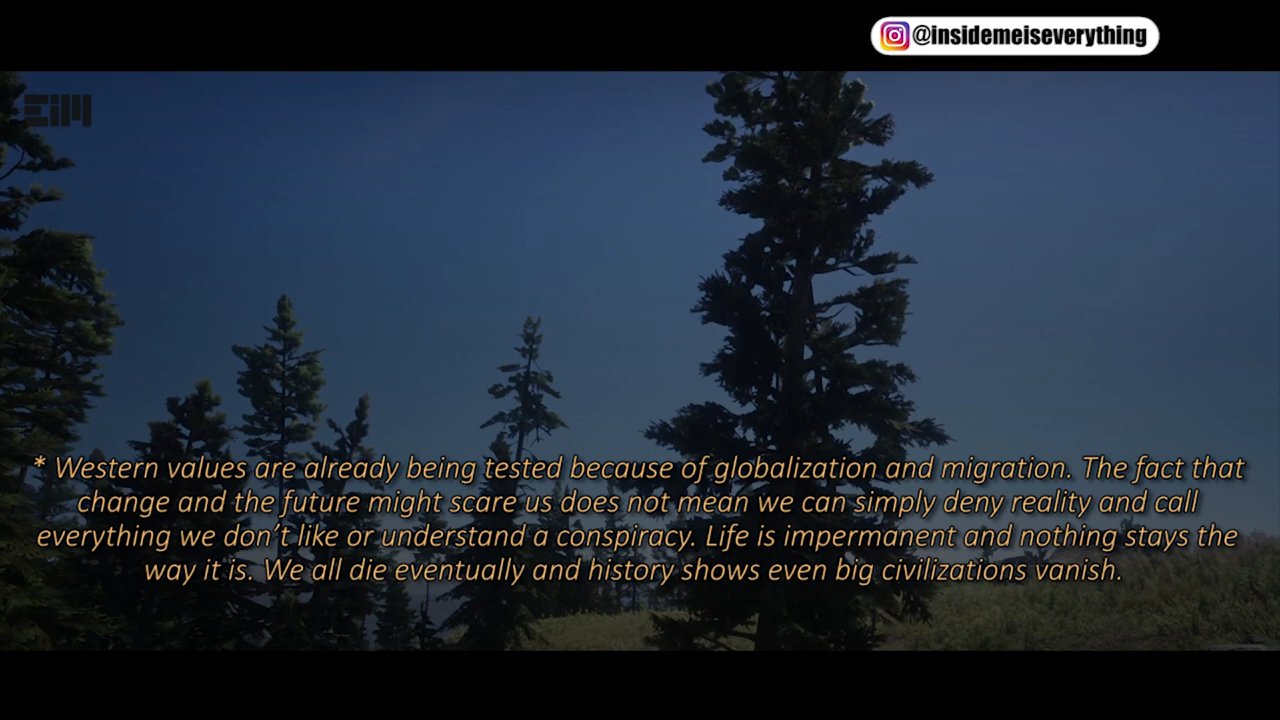 @insidemeiseverything
EiM
* Western values are already being tested because of globalization and migration. The fact that
change and the future might scare us does not mean we can simply deny reality and call
everything we don’t like or understand a conspiracy. Life is impermanent and nothing stays the
way it is. We all die eventually and history shows even big civilizations vanish.